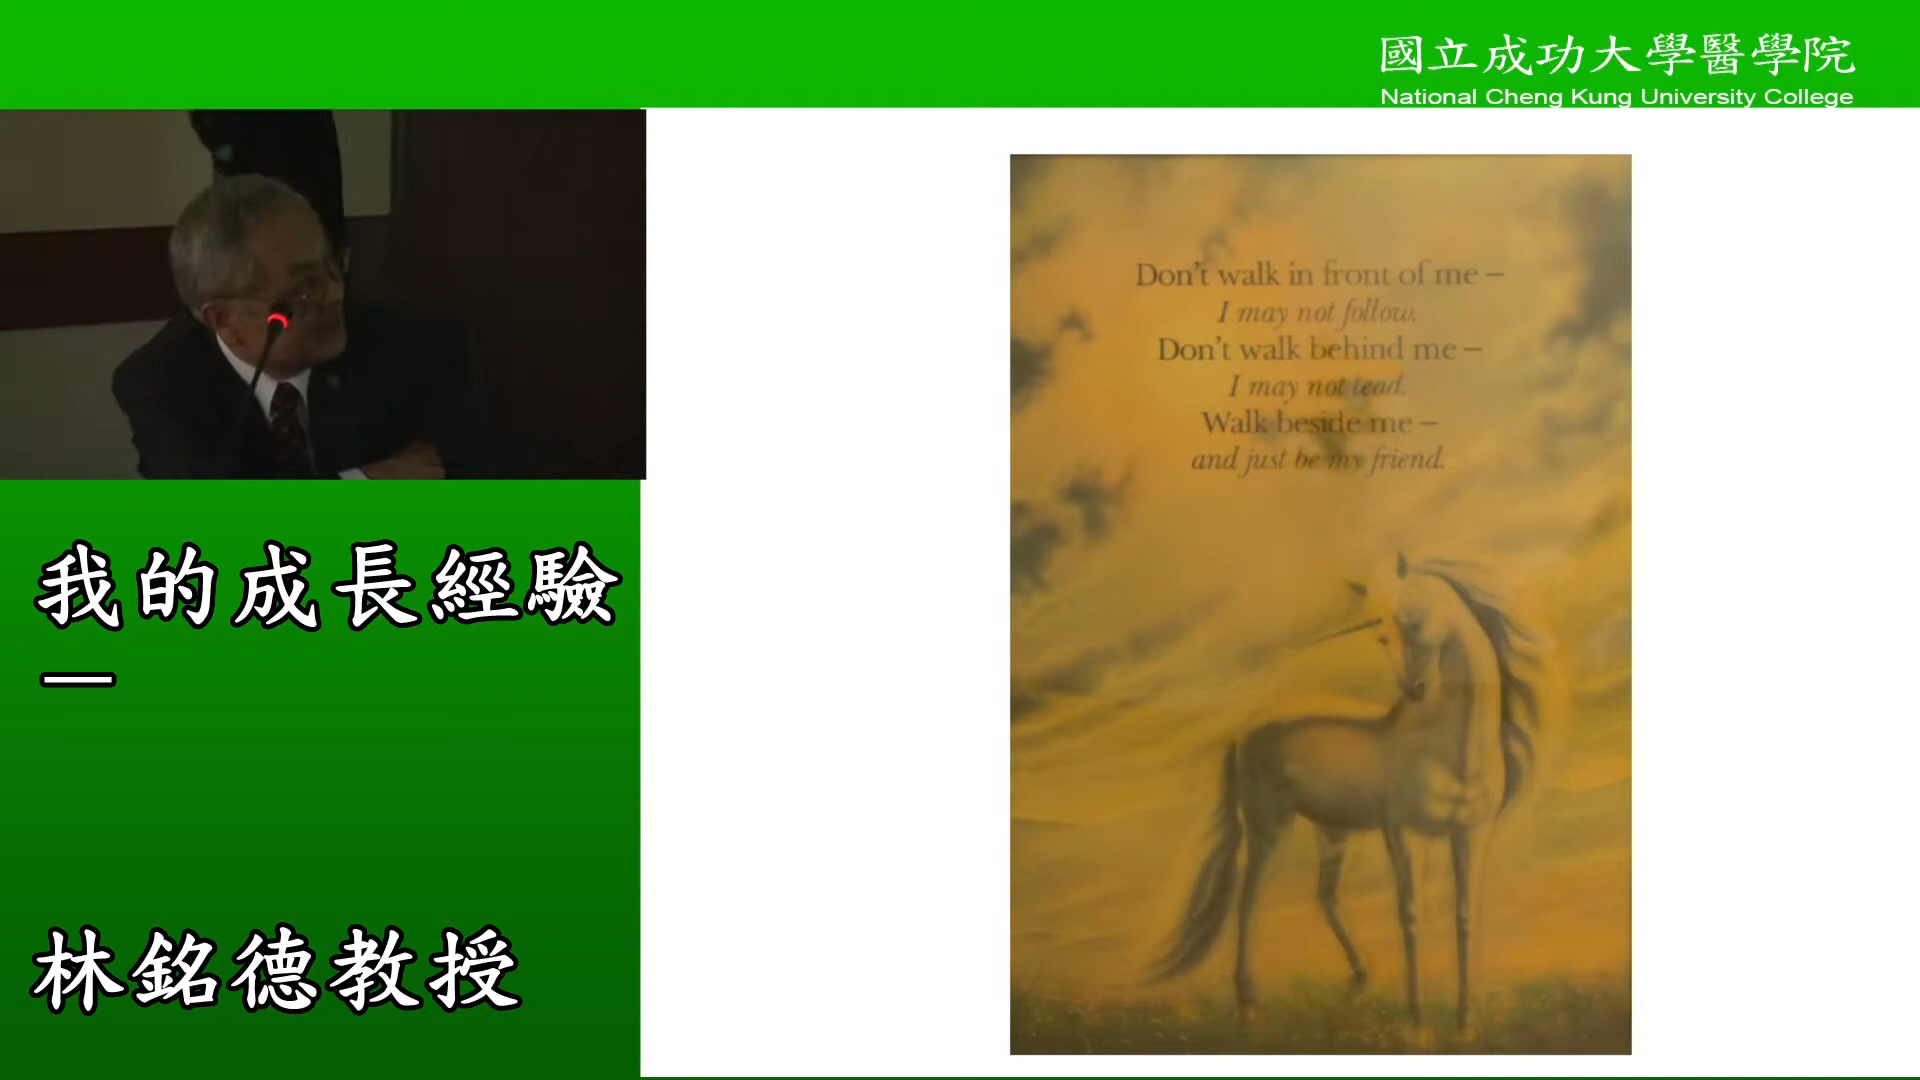 國立成功大學醫學院
National Cheng Kung University College
Don't walk in front of me –
I may not follow.
Don't walk behind me –
I may not lead.
Walk beside me –
and just be my friend.
我的成長經驗
—
林銘德教授